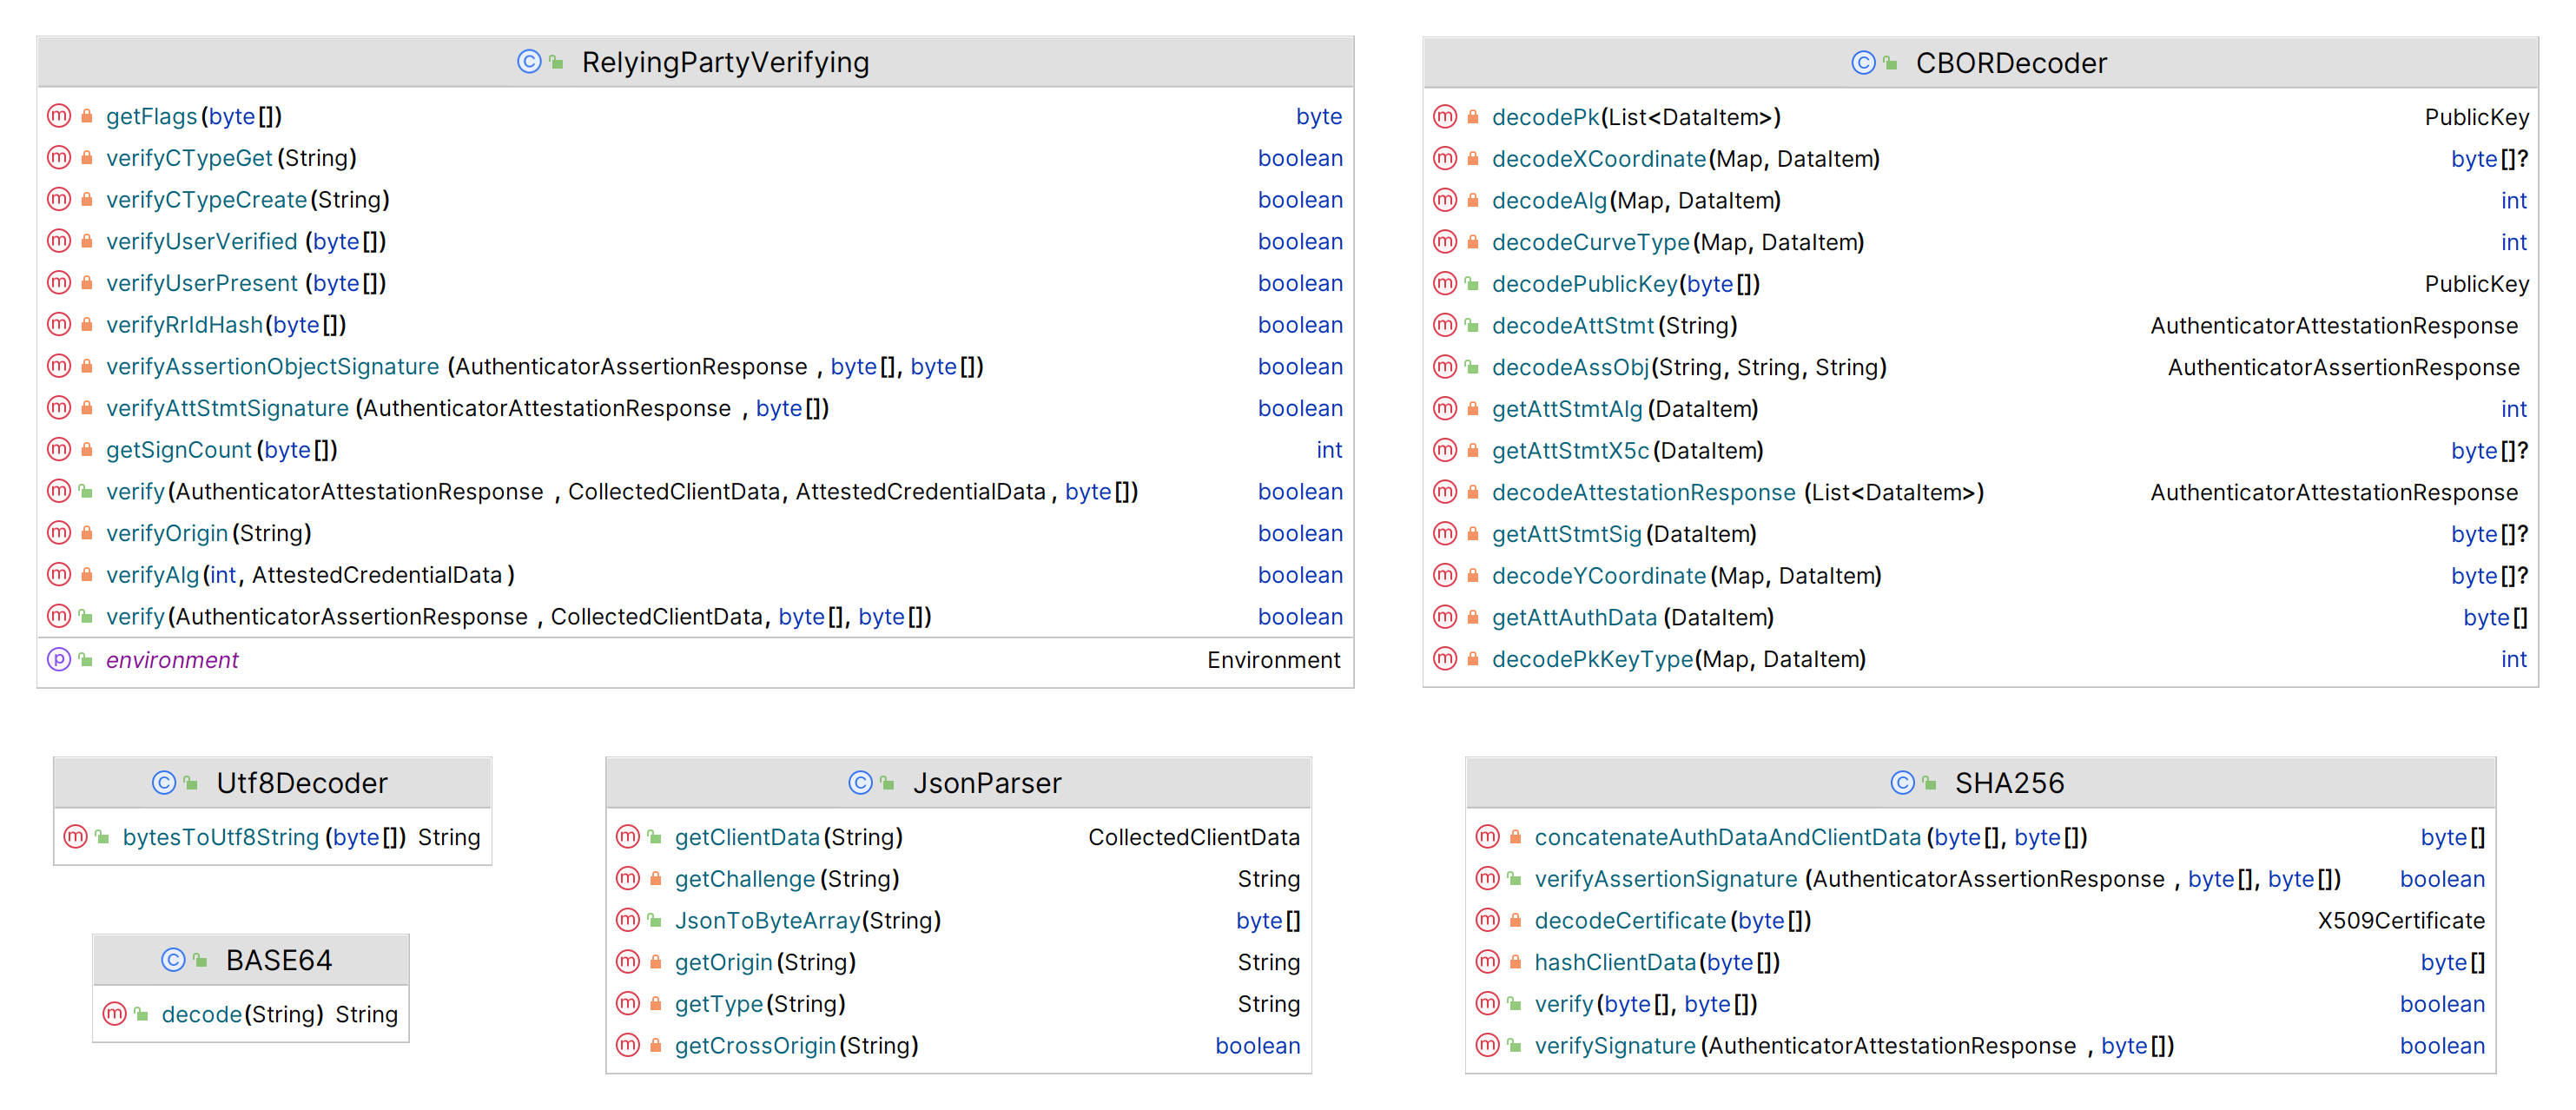 RelyingPartyVerifying
getFlags(byte[]) byte
verifyCTypeGet(String) boolean
verifyCTypeCreate(String) boolean
verifyUserVerified (byte[]) boolean
verifyUserPresent (byte[]) boolean
verifyRrIdHash(byte[]) boolean
verifyAssertionObjectSignature (AuthenticatorAssertionResponse , byte[], byte[]) boolean
verifyAttStmtSignature (AuthenticatorAttestationResponse , byte[]) boolean
getSignCount(byte[]) int
verify(AuthenticatorAttestationResponse , CollectedClientData, AttestedCredentialData, byte[]) boolean
verifyOrigin(String) boolean
verifyAlg(int, AttestedCredentialData) boolean
verify(AuthenticatorAssertionResponse , CollectedClientData, byte[], byte[]) boolean
environment Environment
CBORDecoder
decodePk(List<DataItem>) PublicKey
decodeXCoordinate(Map, DataItem) byte[]?
decodeAlg(Map, DataItem) int
decodeCurveType(Map, DataItem) int
decodePublicKey(byte[]) PublicKey
decodeAttStmt(String) AuthenticatorAttestationResponse
decodeAssObj(String, String, String) AuthenticatorAssertionResponse
getAttStmtAlg(DataItem) int
getAttStmtX5c(DataItem) byte[]?
decodeAttestationResponse (List<DataItem>) AuthenticatorAttestationResponse
getAttStmtSig(DataItem) byte[]?
decodeYCoordinate(Map, DataItem) byte[]?
getAttAuthData (DataItem) byte[]
decodePkKeyType(Map, DataItem) int
Utf8Decoder
bytesToUtf8String(byte[]) String
BASE64
decode(String) String
JsonParser
getClientData(String) CollectedClientData
getChallenge(String) String
JsonToByteArray(String) byte[]
getOrigin(String) String
getType(String) String
getCrossOrigin(String) boolean
SHA256
concatenateAuthDataAndClientData(byte[], byte[]) byte[]
verifyAssertionSignature (AuthenticatorAssertionResponse , byte[], byte[]) boolean
decodeCertificate(byte[]) X509Certificate
hashClientData(byte[]) byte[]
verify(byte[], byte[]) boolean
verifySignature(AuthenticatorAttestationResponse , byte[]) boolean